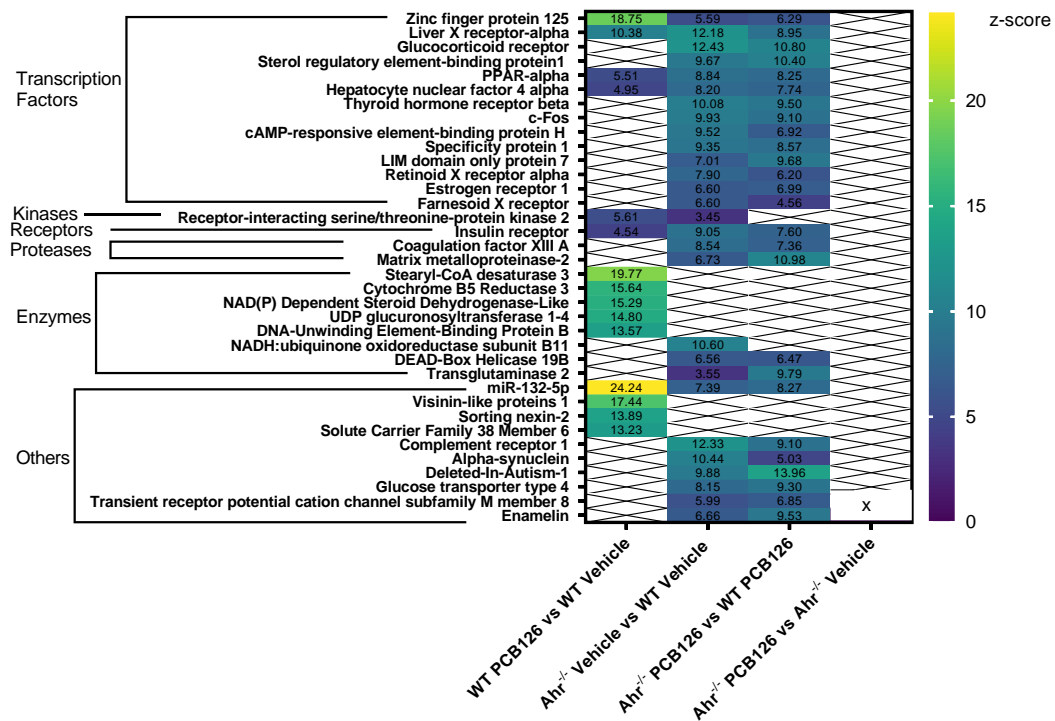 z-score
Transcription
Factors
Kinases
Receptors
Proteases
Enzymes
Others
Zinc finger protein 125 18.75 5.59 6.29
Liver X receptor-alpha 10.38 12.18 8.95
Glucocorticoid receptor 12.43 10.80
Sterol regulatory element-binding protein1 9.67 10.40
PPAR-alpha 5.51 8.84 8.25
Hepatocyte nuclear factor 4 alpha 4.95 8.20 7.74
Thyroid hormone receptor beta 10.08 9.50
c-Fos 9.93 9.10
cAMP-responsive element-binding protein H 9.52 6.92
Specificity protein 1 9.35 8.57
LIM domain only protein 7 7.01 9.68
Retinoid X receptor alpha 7.90 6.20
Estrogen receptor 1 6.60 6.99
Farnesoid X receptor 6.60 4.56
Receptor-interacting serine/threonine-protein kinase 2 5.61 3.45
Insulin receptor 4.54 9.05 7.60
Coagulation factor XIII A 8.54 7.36
Matrix metalloproteinase-2 6.73 10.98
Stearyl-CoA desaturase 3 19.77
Cytochrome B5 Reductase 3 15.64
NAD(P) Dependent Steroid Dehydrogenase-Like 15.29
UDP glucuronosyltransferase 1-4 14.80
DNA-Unwinding Element-Binding Protein B 13.57
NADH:ubiquinone oxidoreductase subunit B11 10.60
DEAD-Box Helicase 19B 6.56 6.47
Transglutaminase 2 3.55 9.79
miR-132-5p 24.24 7.39 8.27
Visinin-like proteins 1 17.44
Sorting nexin-2 13.89
Solute Carrier Family 38 Member 6 13.23
Complement receptor 1 12.33 9.10
Alpha-synuclein 10.44 5.03
Deleted-In-Autism-1 9.88 13.96
Glucose transporter type 4 8.15 9.30
Transient receptor potential cation channel subfamily M member 8 5.99 6.85 x
Enamelin 6.66 9.53
WT PCB126 vs WT Vehicle
Ahr-/- Vehicle vs WT Vehicle
Ahr-/- PCB126 vs WT PCB126
Ahr-/- PCB126 vs Ahr-/- Vehicle
20
15
10
5
0